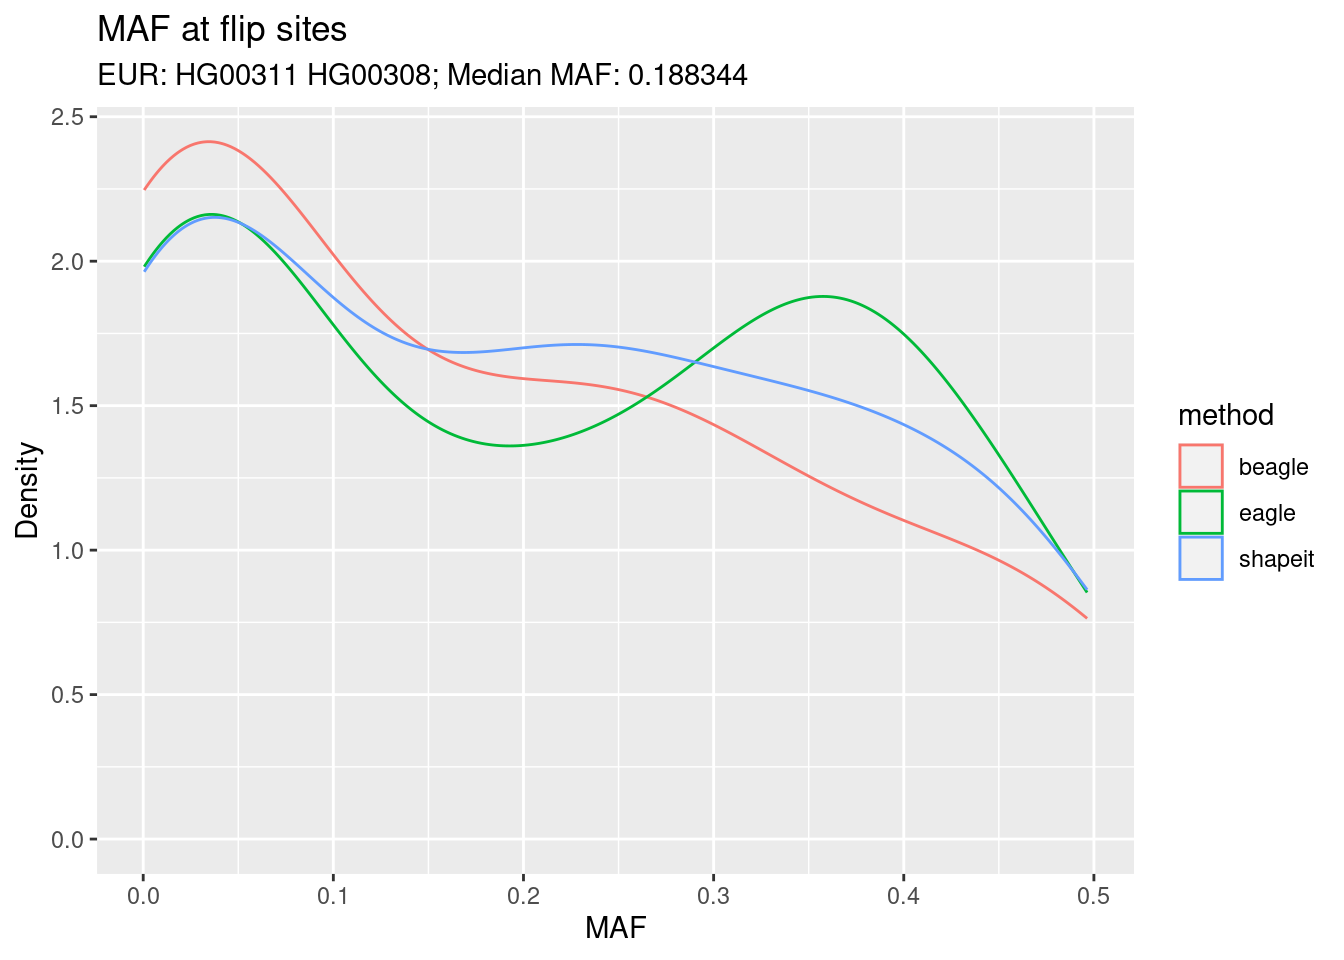 MAF at flip sites
EUR: HG00311 HG00308; Median MAF: 0.188344
2.5
2.0
1.5
1.0
0.5
0.0
Density
0.0 0.1 0.2 0.3 0.4 0.5
MAF
method
beagle
eagle
shapeit